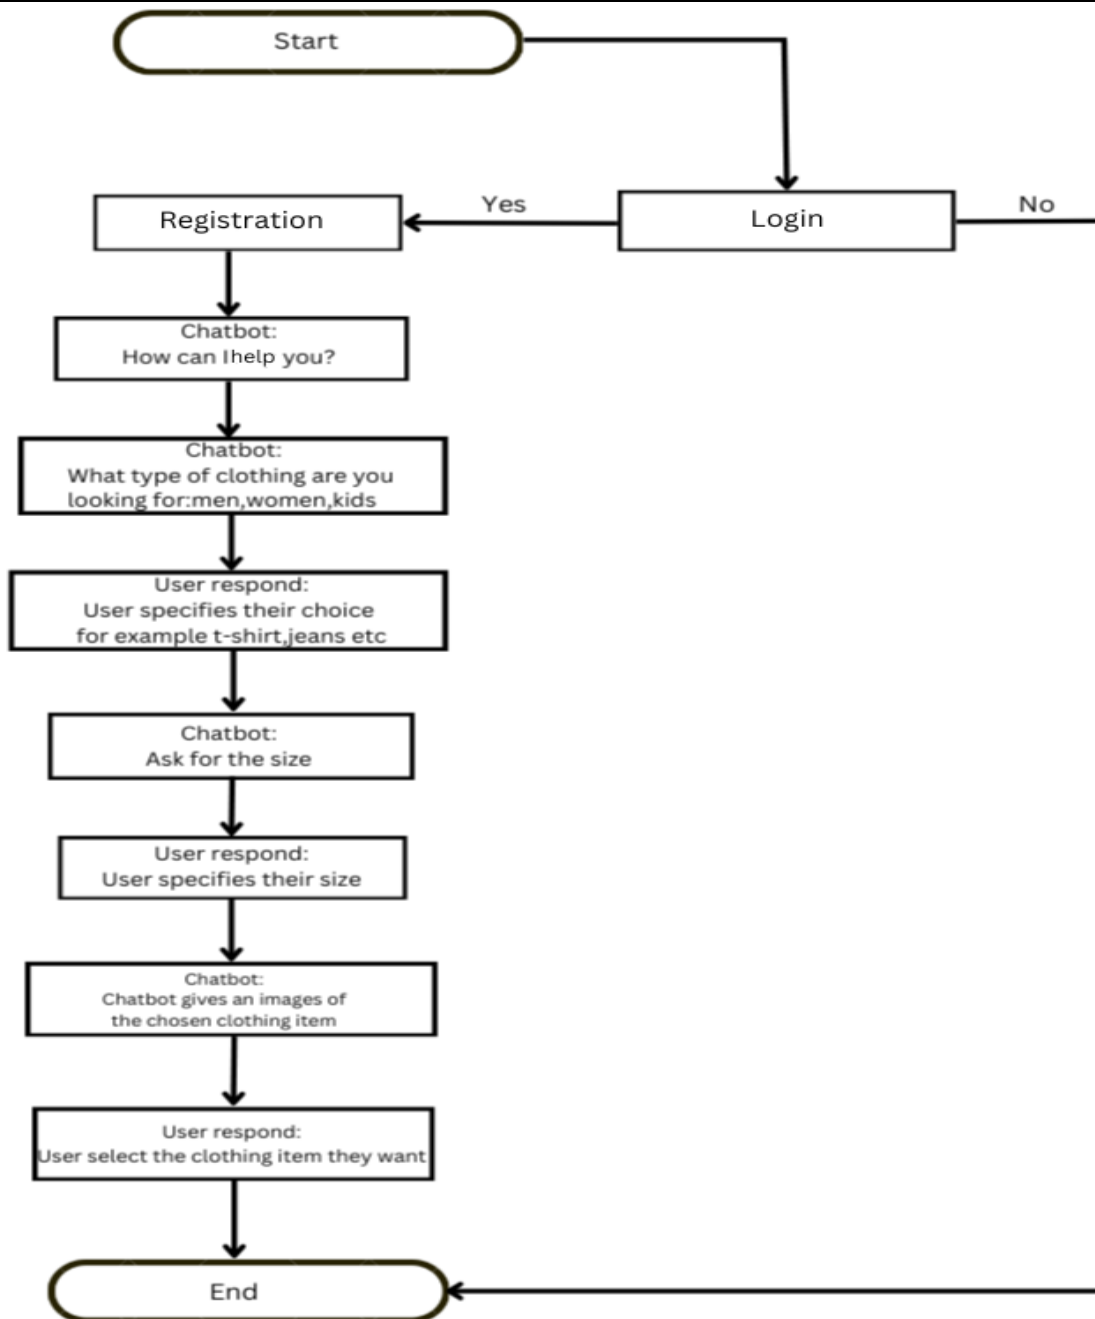 Start
Yes
No
Registration
Login
Chatbot:
How can I help you?
Chatbot:
What type of clothing are you
looking for:men,women,kids
User respond:
User specifies their choice
for example t-shirt,jeans etc
Chatbot:
Ask for the size
User respond:
User specifies their size
Chatbot:
Chatbot gives an images of
the chosen clothing item
User respond:
User select the clothing item they want
End